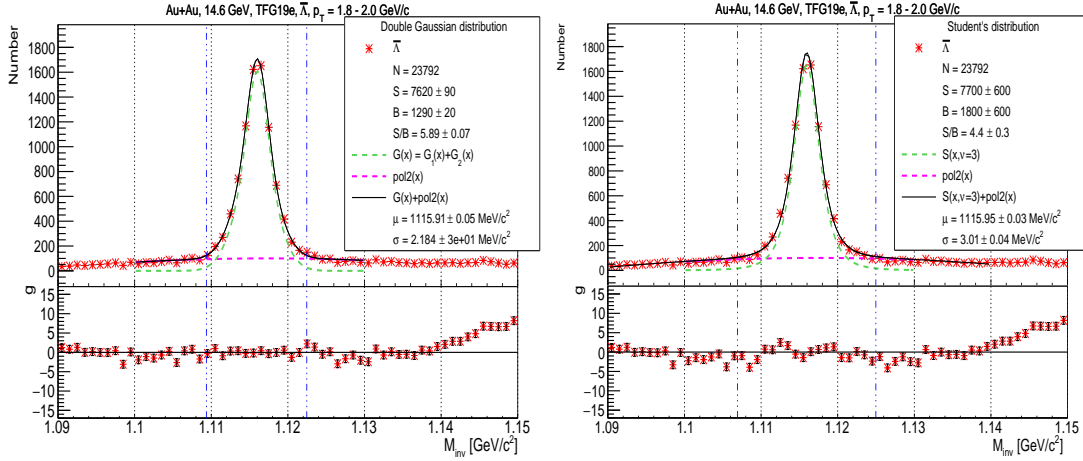 Au+Au, 14.6 GeV, TFG19e, Λ̅, p_T = 1.8 - 2.0 GeV/c
Number
1800
1600
1400
1200
1000
800
600
400
200
0
Double Gaussian distribution
Λ̅
N = 23792
S = 7620 ± 90
B = 1290 ± 20
S/B = 5.89 ± 0.07
G(x) = G_1(x)+G_2(x)
pol2(x)
G(x)+pol2(x)
μ = 1115.91 ± 0.05 MeV/c²
σ = 2.184 ± 3e+01 MeV/c²
g
15
10
5
0
−5
−10
−15
1.09 1.1 1.11 1.12 1.13 1.14 1.15
M_inv [GeV/c²]
Au+Au, 14.6 GeV, TFG19e, Λ̅, p_T = 1.8 - 2.0 GeV/c
Number
1800
1600
1400
1200
1000
800
600
400
200
0
Student's distribution
Λ̅
N = 23792
S = 7700 ± 600
B = 1800 ± 600
S/B = 4.4 ± 0.3
S(x,ν=3)
pol2(x)
S(x,ν=3)+pol2(x)
μ = 1115.95 ± 0.03 MeV/c²
σ = 3.01 ± 0.04 MeV/c²
g
15
10
5
0
−5
−10
−15
1.09 1.1 1.11 1.12 1.13 1.14 1.15
M_inv [GeV/c²]